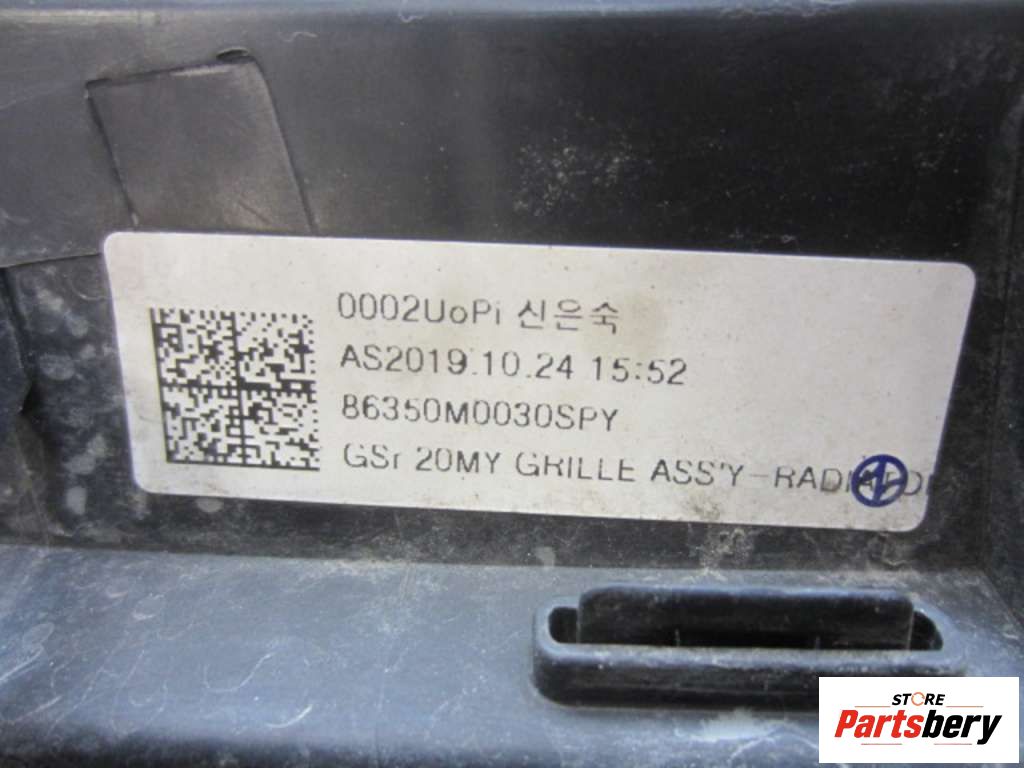 0002UoPi 신은숙
AS2019.10.24 15:52
86350M0030SPY
GSr 20MY GRILLE ASS'Y-RADIATOR
STORE
Partsbery